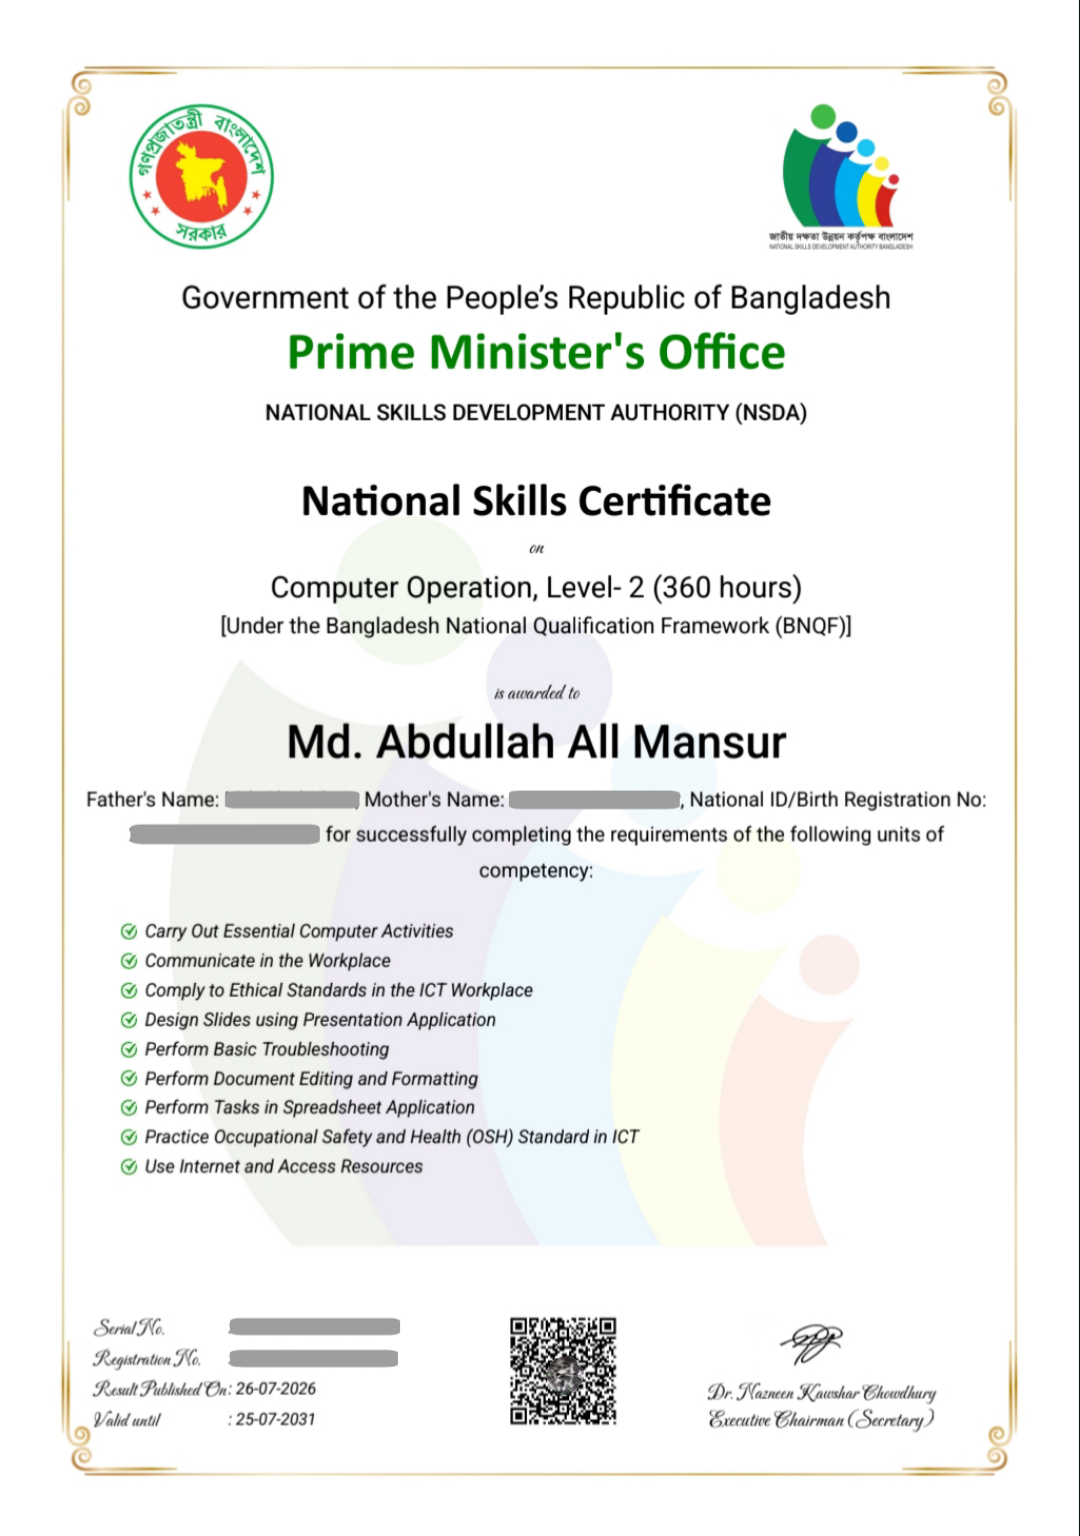 গণপ্রজাতন্ত্রী বাংলাদেশ
সরকার
জাতীয় দক্ষতা উন্নয়ন কর্তৃপক্ষ বাংলাদেশ
NATIONAL SKILLS DEVELOPMENT AUTHORITY BANGLADESH
Government of the People’s Republic of Bangladesh
Prime Minister's Office
NATIONAL SKILLS DEVELOPMENT AUTHORITY (NSDA)
National Skills Certificate
on
Computer Operation, Level- 2 (360 hours)
[Under the Bangladesh National Qualification Framework (BNQF)]
is awarded to
Md. Abdullah All Mansur
Father's Name: , Mother's Name: , National ID/Birth Registration No:
for successfully completing the requirements of the following units of
competency:
Carry Out Essential Computer Activities
Communicate in the Workplace
Comply to Ethical Standards in the ICT Workplace
Design Slides using Presentation Application
Perform Basic Troubleshooting
Perform Document Editing and Formatting
Perform Tasks in Spreadsheet Application
Practice Occupational Safety and Health (OSH) Standard in ICT
Use Internet and Access Resources
Serial No.
Registration No.
Result Published On : 26-07-2026
Valid until : 25-07-2031
Dr. Nazneen Kawshar Chowdhury
Executive Chairman (Secretary)